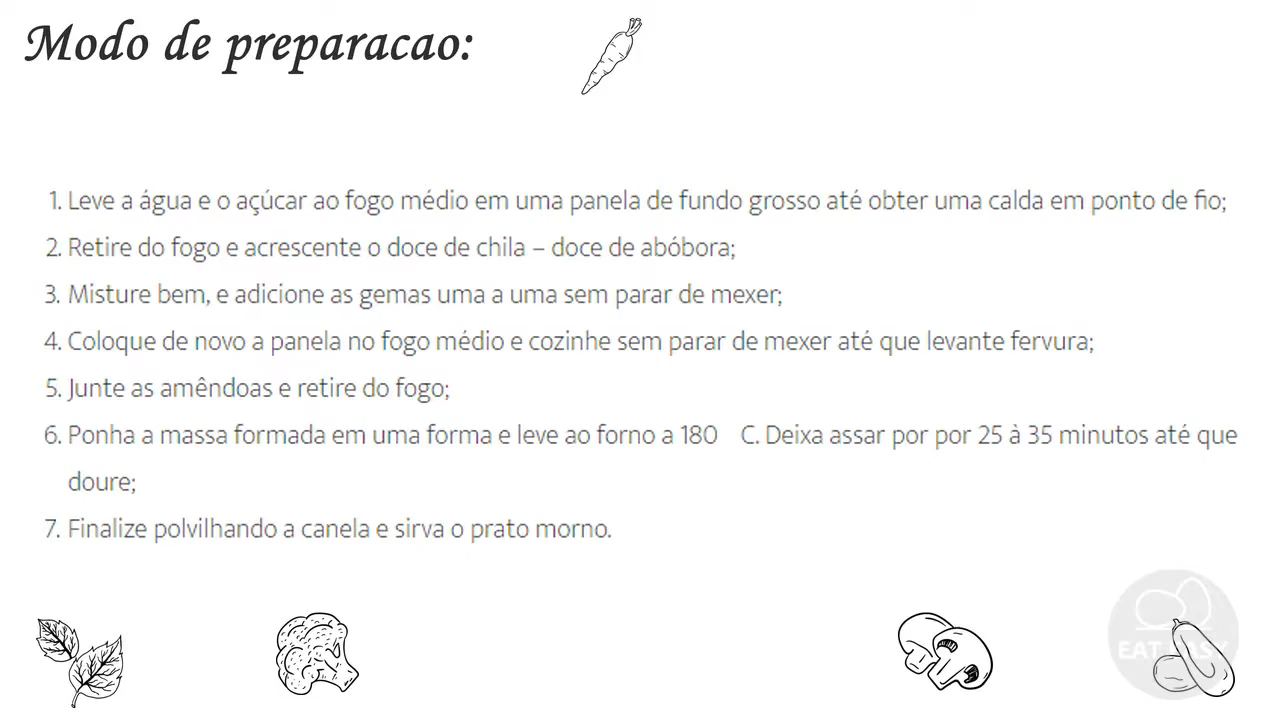 Modo de preparacao:
1. Leve a água e o açúcar ao fogo médio em uma panela de fundo grosso até obter uma calda em ponto de fio;
2. Retire do fogo e acrescente o doce de chila – doce de abóbora;
3. Misture bem, e adicione as gemas uma a uma sem parar de mexer;
4. Coloque de novo a panela no fogo médio e cozinhe sem parar de mexer até que levante fervura;
5. Junte as amêndoas e retire do fogo;
6. Ponha a massa formada em uma forma e leve ao forno a 180 C. Deixa assar por por 25 à 35 minutos até que
doure;
7. Finalize polvilhando a canela e sirva o prato morno.
EAT EASY